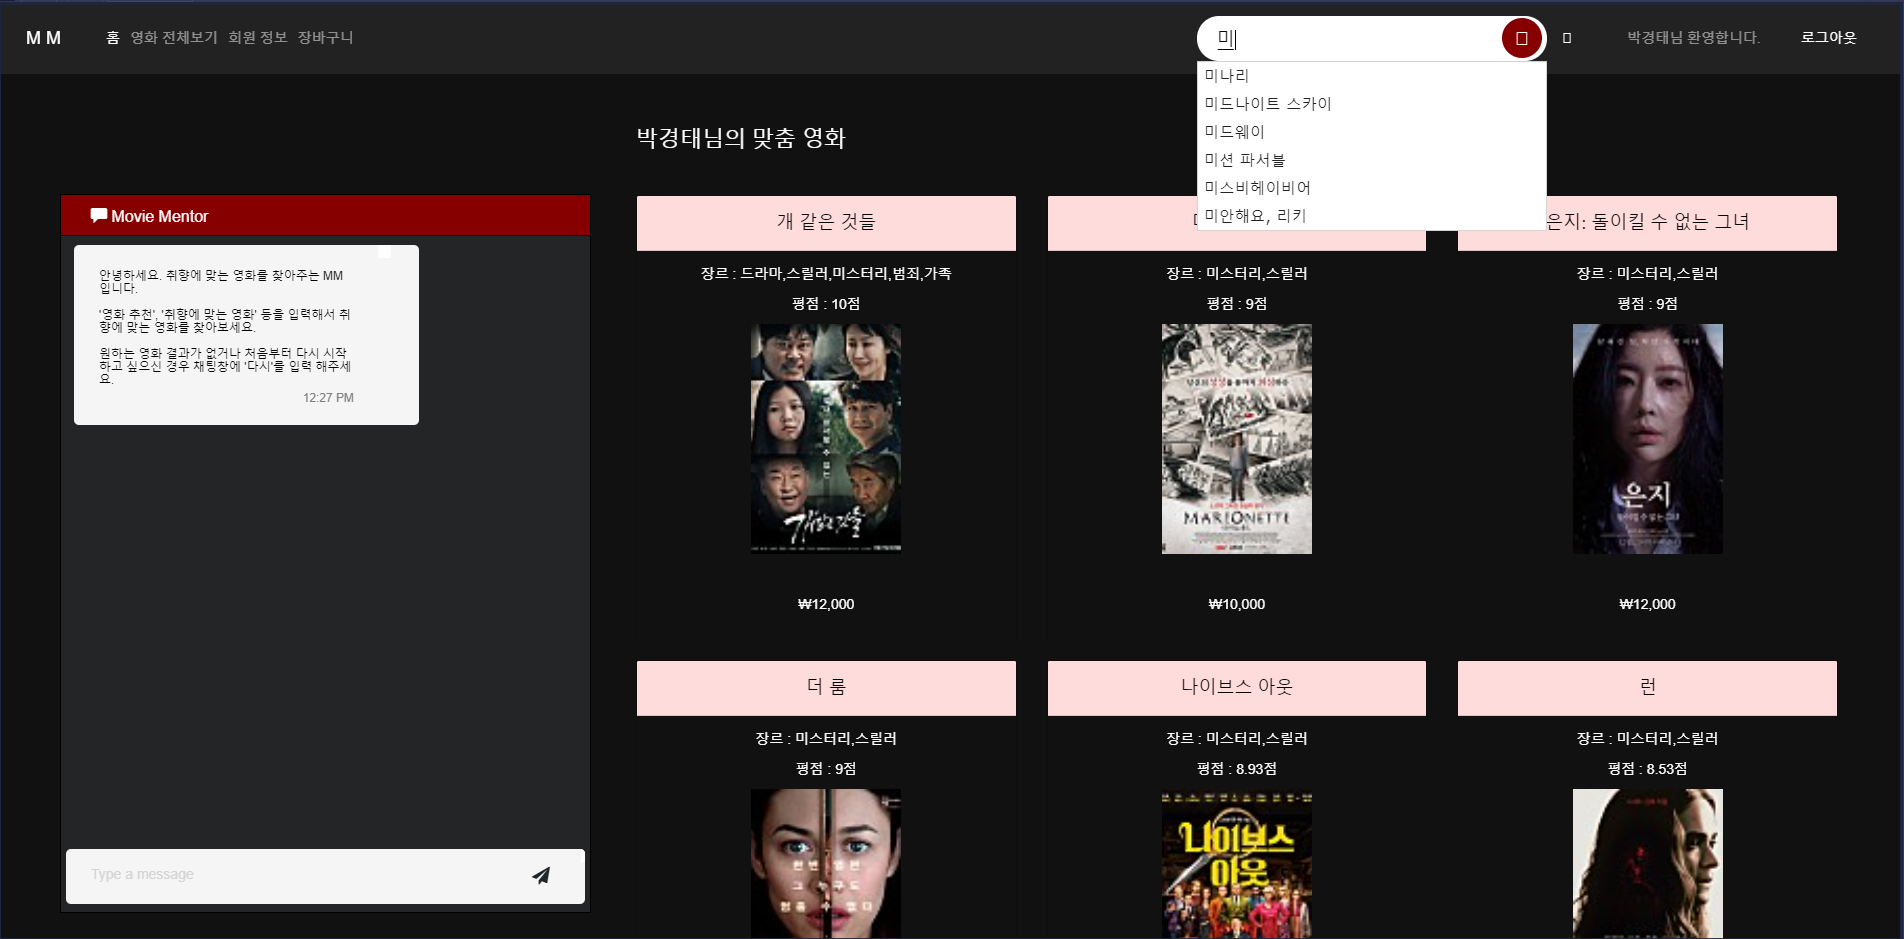 M M 홈 영화 전체보기 회원 정보 장바구니 미 박경태님 환영합니다. 로그아웃
미나리
미드나이트 스카이
미드웨이
미션 파서블
미스비헤이비어
미안해요, 리키
박경태님의 맞춤 영화
Movie Mentor
안녕하세요. 취향에 맞는 영화를 찾아주는 MM
입니다.
'영화 추천', '취향에 맞는 영화' 등을 입력해서 취
향에 맞는 영화를 찾아보세요.
원하는 영화 결과가 없거나 처음부터 다시 시작
하고 싶으신 경우 채팅창에 '다시'를 입력 해주세
요.
12:27 PM
Type a message
개 같은 것들
장르 : 드라마,스릴러,미스터리,범죄,가족
평점 : 10점
개같은 것들
₩12,000
장르 : 미스터리,스릴러
평점 : 9점
MARIONETTE
₩10,000
은지: 돌이킬 수 없는 그녀
장르 : 미스터리,스릴러
평점 : 9점
은지
돌이킬 수 없는 그녀
₩12,000
더 룸
장르 : 미스터리,스릴러
평점 : 9점
나이브스 아웃
장르 : 미스터리,스릴러
평점 : 8.93점
나이브스
아웃
런
장르 : 미스터리,스릴러
평점 : 8.53점